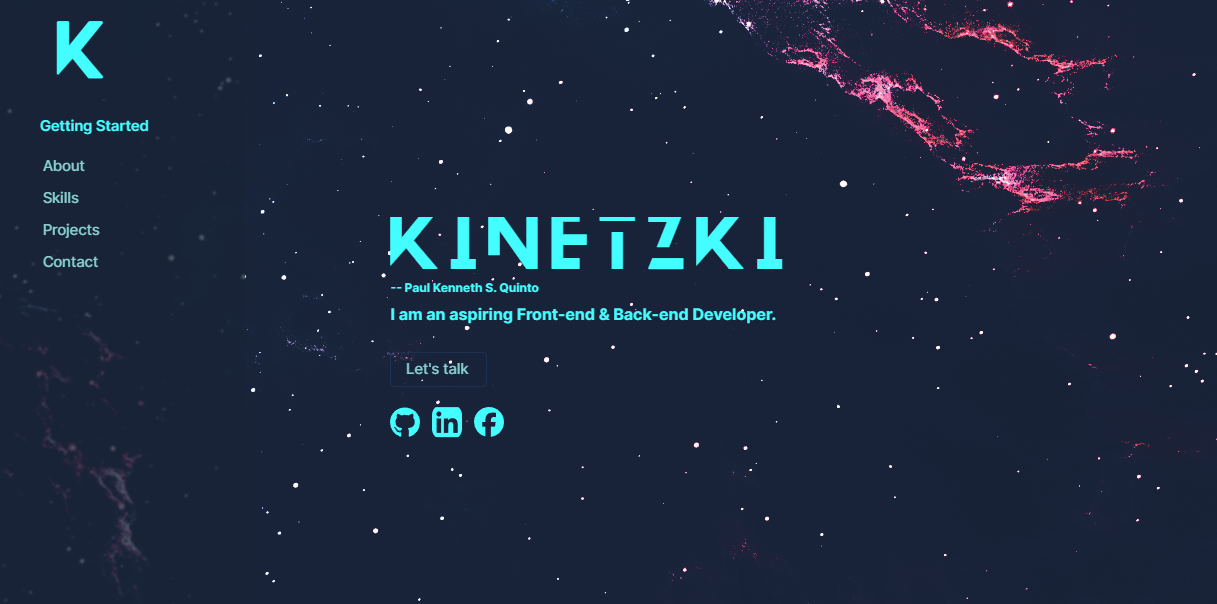 K
Getting Started
About
Skills
Projects
Contact
KINETZKI
-- Paul Kenneth S. Quinto
I am an aspiring Front-end & Back-end Developer.
Let's talk
in
f